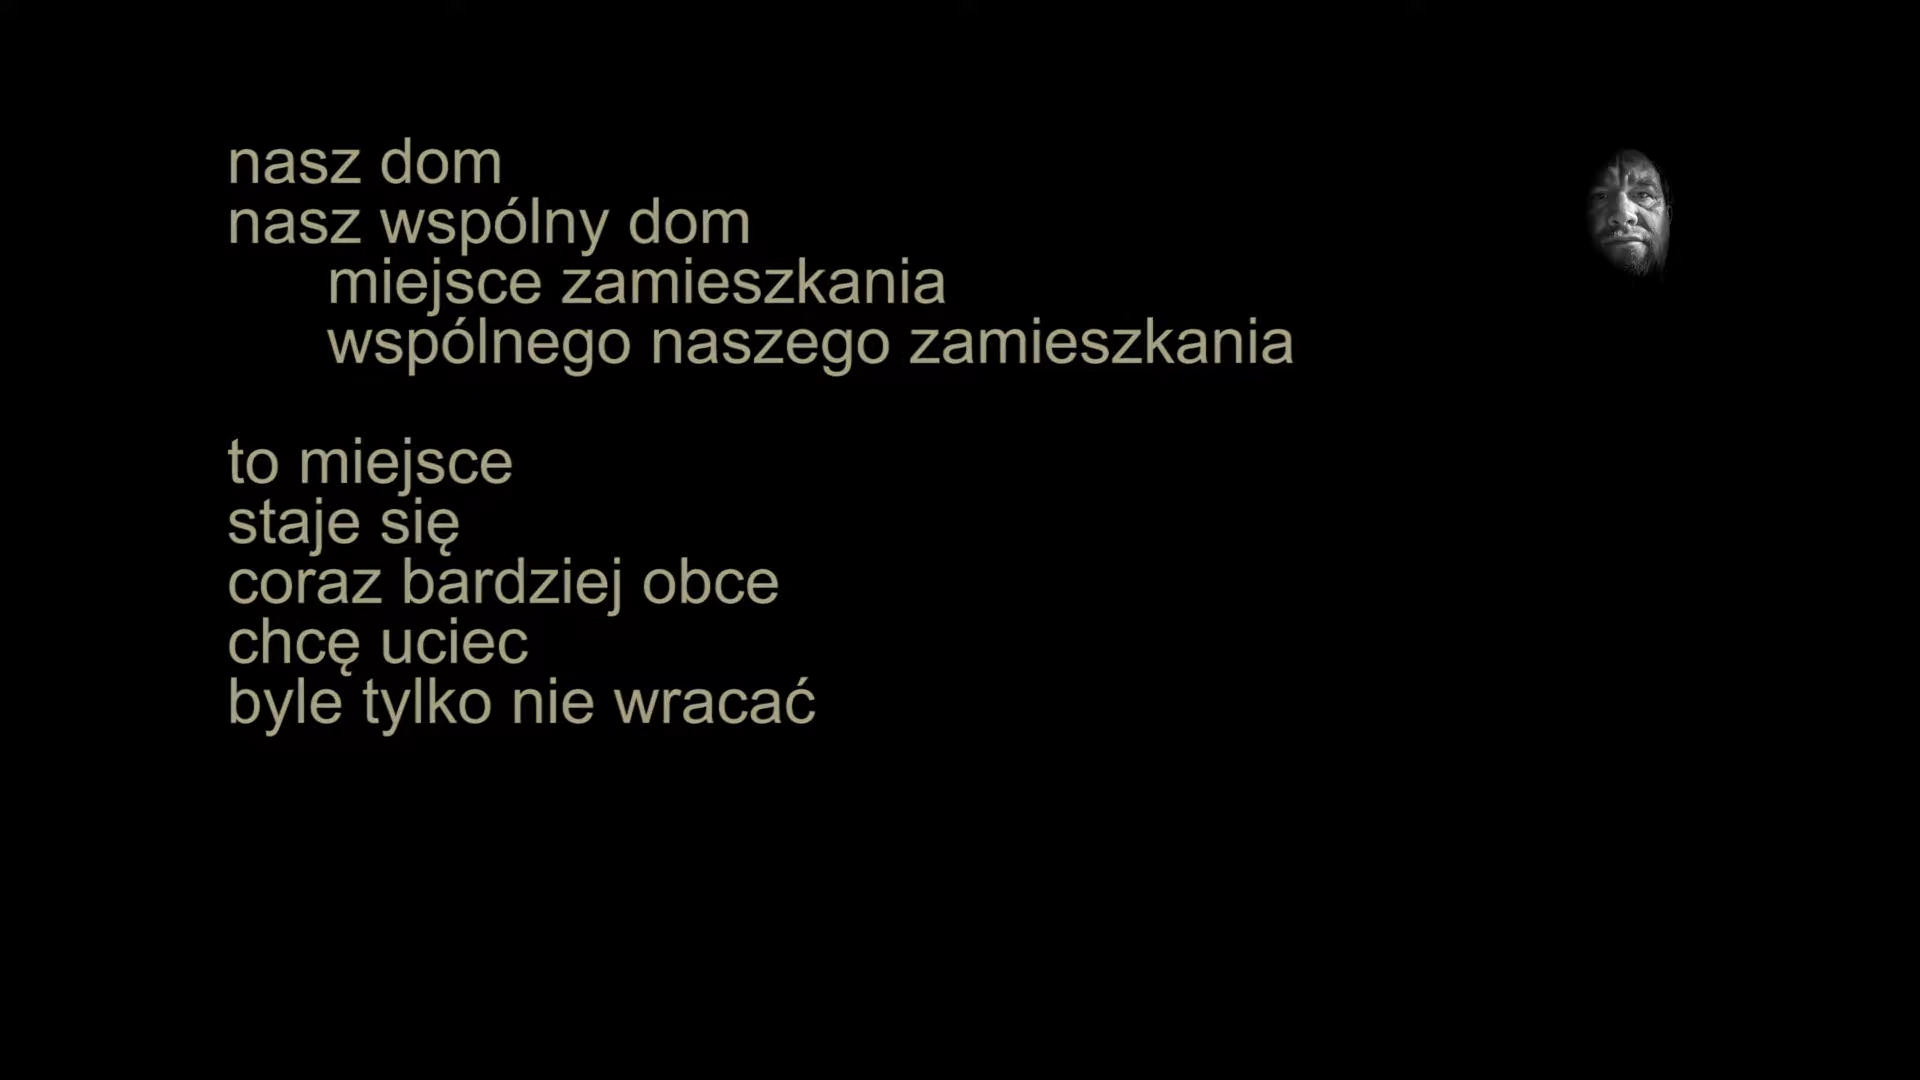 nasz dom
nasz wspólny dom
miejsce zamieszkania
wspólnego naszego zamieszkania
to miejsce
staje się
coraz bardziej obce
chcę uciec
byle tylko nie wracać